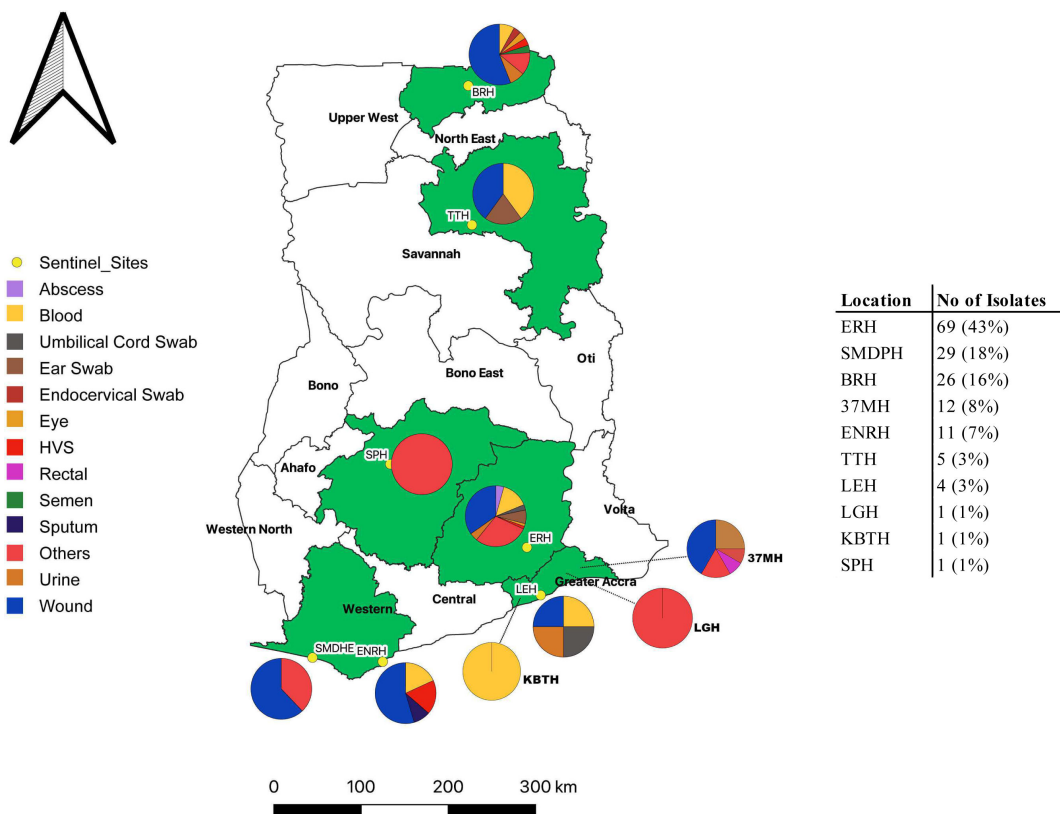 BRH
Upper West
North East
TTH
Savannah
Sentinel_Sites
Abscess
Blood
Umbilical Cord Swab
Ear Swab
Endocervical Swab
Eye
HVS
Rectal
Semen
Sputum
Others
Urine
Wound
Oti
Bono East
Bono
SPH
Ahafo
Volta
Western North
ERH
37MH
LEH
Greater Accra
Central
Western
LGH
SMDHE
ENRH
KBTH
0 100 200 300 km
Location No of Isolates
ERH 69 (43%)
SMDPH 29 (18%)
BRH 26 (16%)
37MH 12 (8%)
ENRH 11 (7%)
TTH 5 (3%)
LEH 4 (3%)
LGH 1 (1%)
KBTH 1 (1%)
SPH 1 (1%)